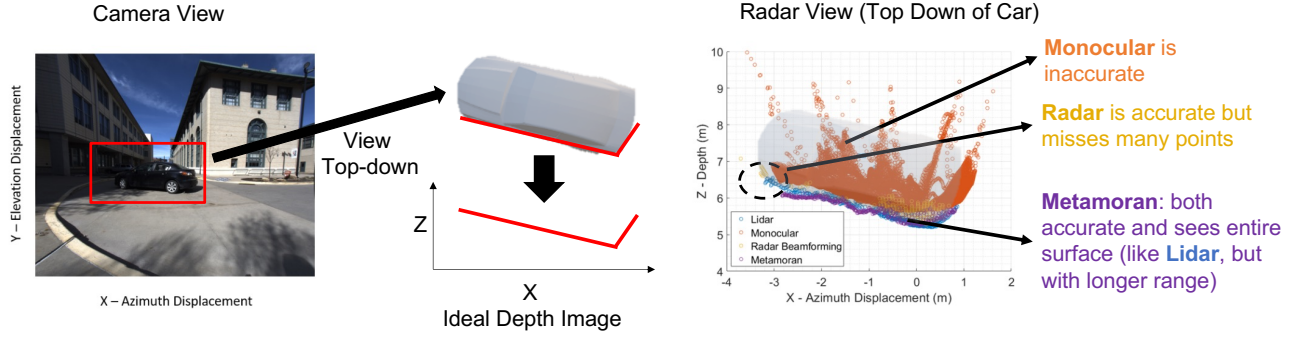 Camera View
Y – Elevation Displacement
X – Azimuth Displacement
View
Top-down
Z
X
Ideal Depth Image
Radar View (Top Down of Car)
10
9
8
7
6
5
4
Z - Depth (m)
-4
-3
-2
-1
0
1
2
X - Azimuth Displacement (m)
Lidar
Monocular
Radar Beamforming
Metamoran
Monocular is
inaccurate
Radar is accurate but
misses many points
Metamoran: both
accurate and sees entire
surface (like Lidar, but
with longer range)